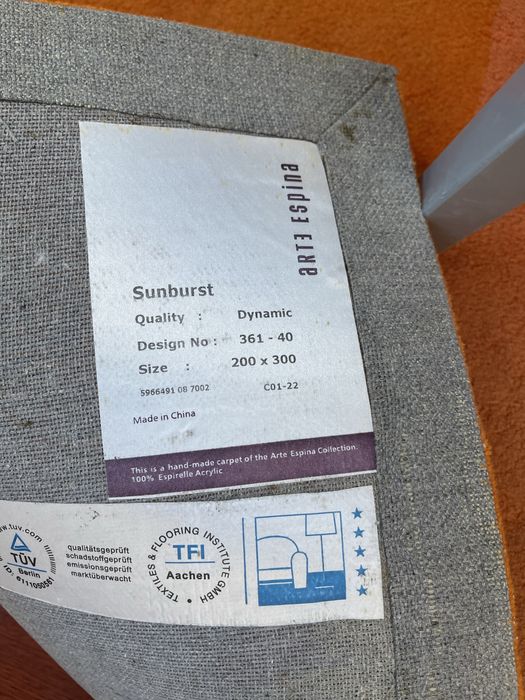 ARTE Espina
Sunburst
Quality : Dynamic
Design No : 361 - 40
Size : 200 x 300
5966491 08 7002 C01-22
Made in China
This is a hand-made carpet of the Arte Espina Collection.
100% Espirelle Acrylic
w.tuv.com
TÜV
Berlin
qualitätsgeprüft
schadstoffgeprüft
emissionsgeprüft
marktüberwacht
TEXTILES & FLOORING INSTITUTE GMBH •
TFI
Aachen